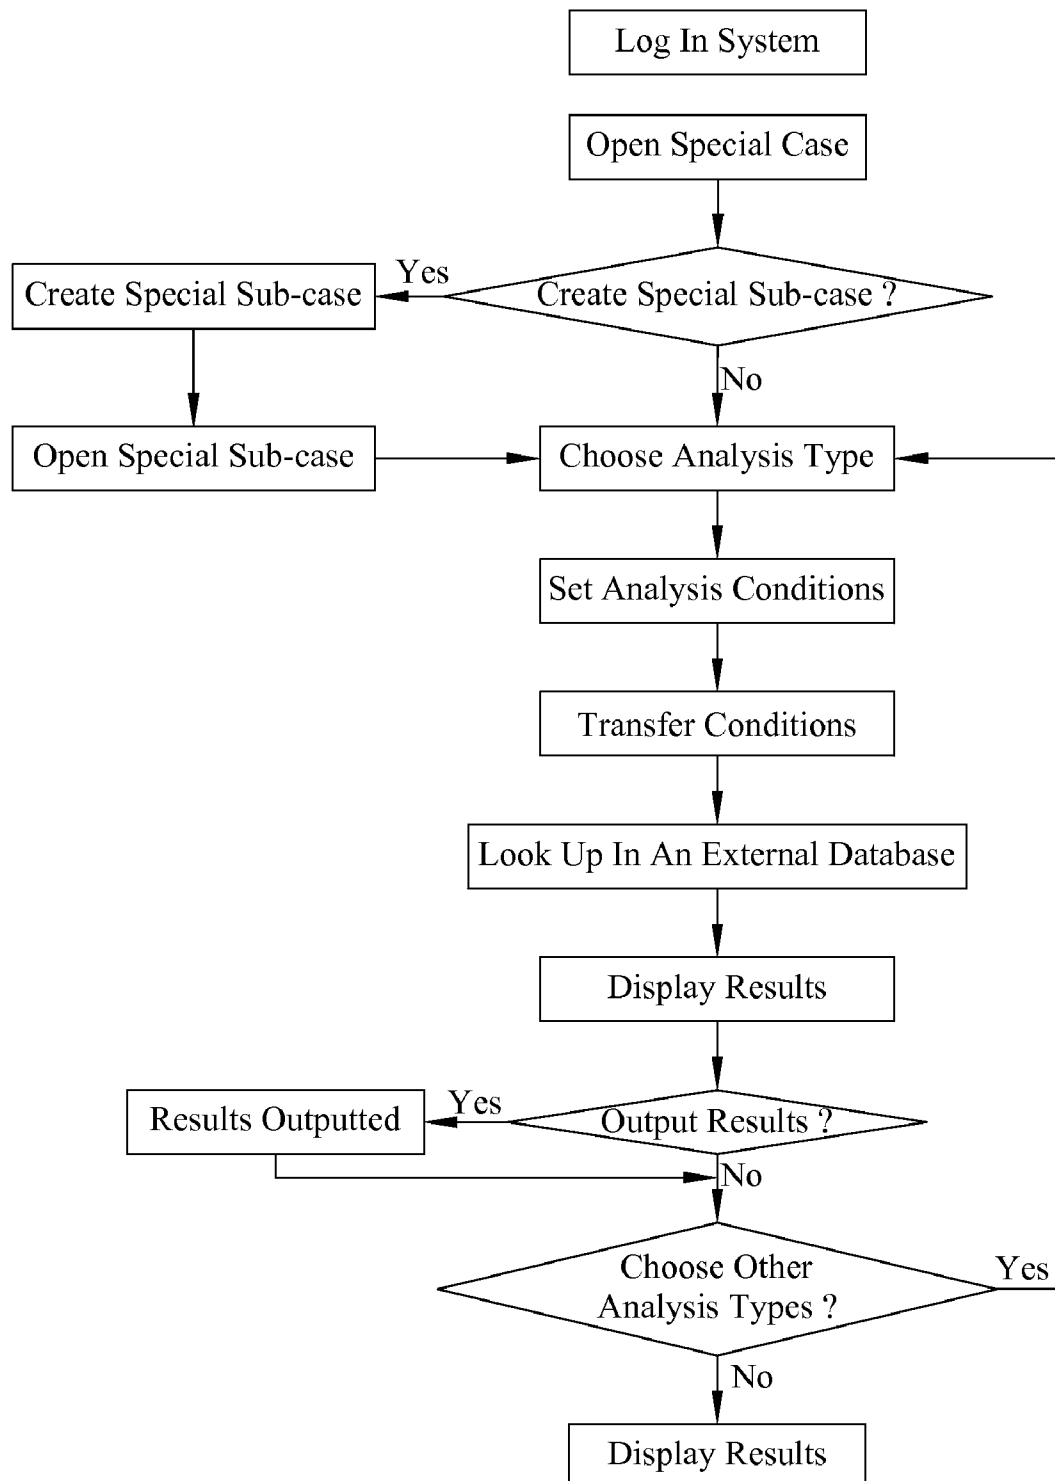 Log In System
Open Special Case
Yes
Create Special Sub-case
Create Special Sub-case ?
No
Open Special Sub-case
Choose Analysis Type
Set Analysis Conditions
Transfer Conditions
Look Up In An External Database
Display Results
Results Outputted
Yes
Output Results ?
No
Choose Other
Analysis Types ?
Yes
No
Display Results